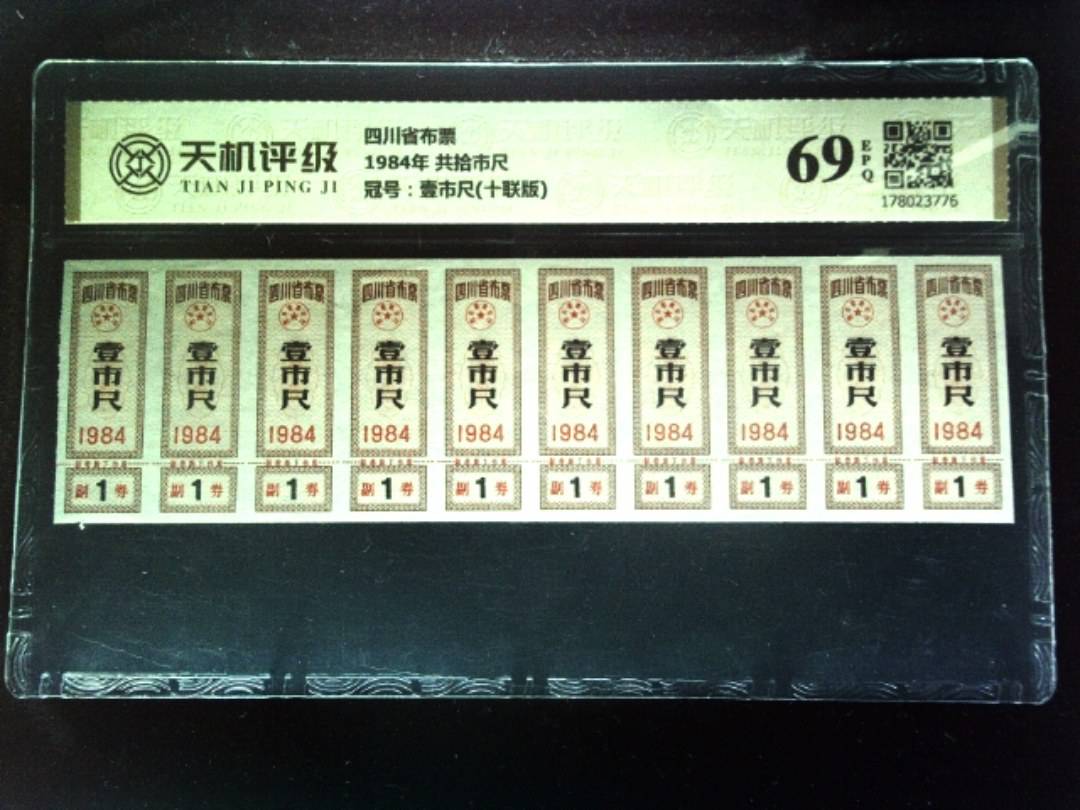 天机评级
TIAN JI PING JI
四川省布票
1984年 共拾市尺
冠号：壹市尺(十联版)
69
EPQ
178023776
四川省布票 四川省布票 四川省布票 四川省布票 四川省布票 四川省布票 四川省布票 四川省布票 四川省布票 四川省布票
壹市尺 壹市尺 壹市尺 壹市尺 壹市尺 壹市尺 壹市尺 壹市尺 壹市尺 壹市尺
1984 1984 1984 1984 1984 1984 1984 1984 1984 1984
副1券 副1券 副1券 副1券 副1券 副1券 副1券 副1券 副1券 副1券